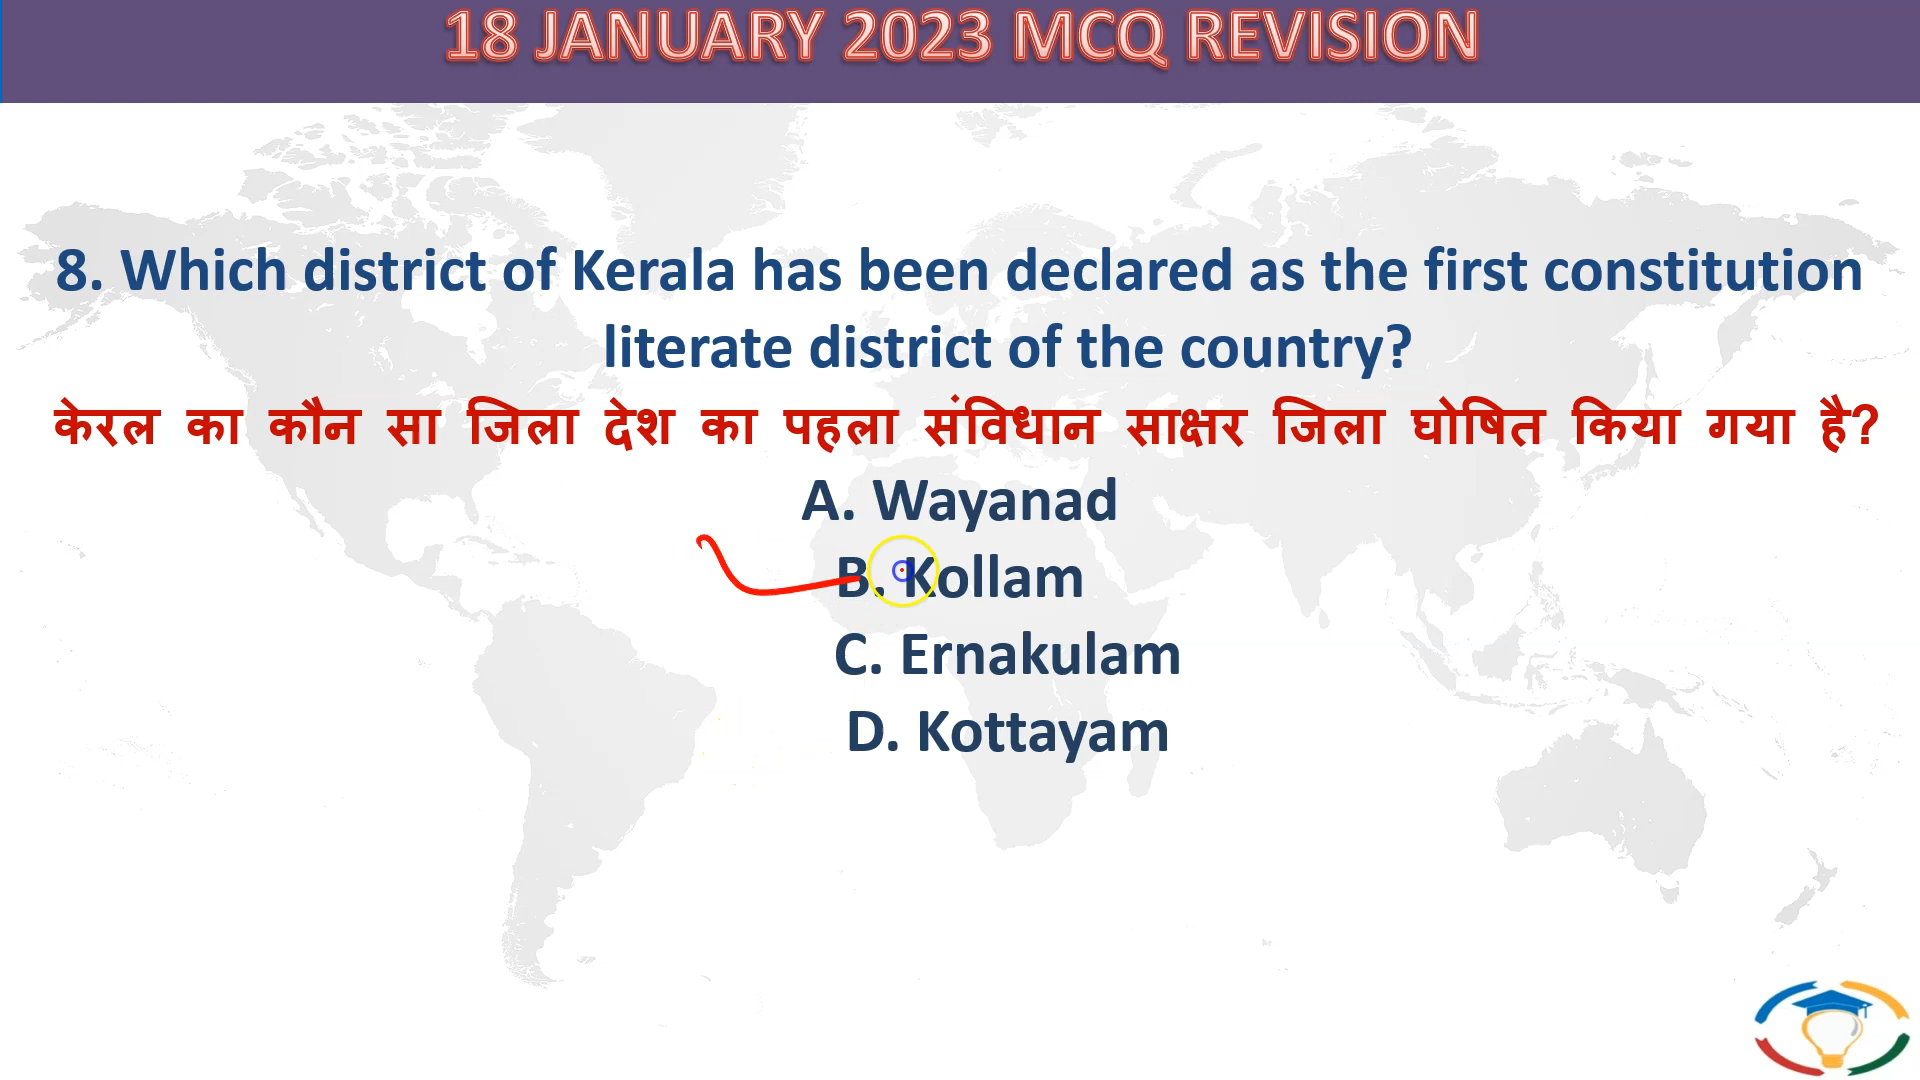 18 JANUARY 2023 MCQ REVISION
8. Which district of Kerala has been declared as the first constitution
literate district of the country?
केरल का कौन सा जिला देश का पहला संविधान साक्षर जिला घोषित किया गया है?
A. Wayanad
B. Kollam
C. Ernakulam
D. Kottayam